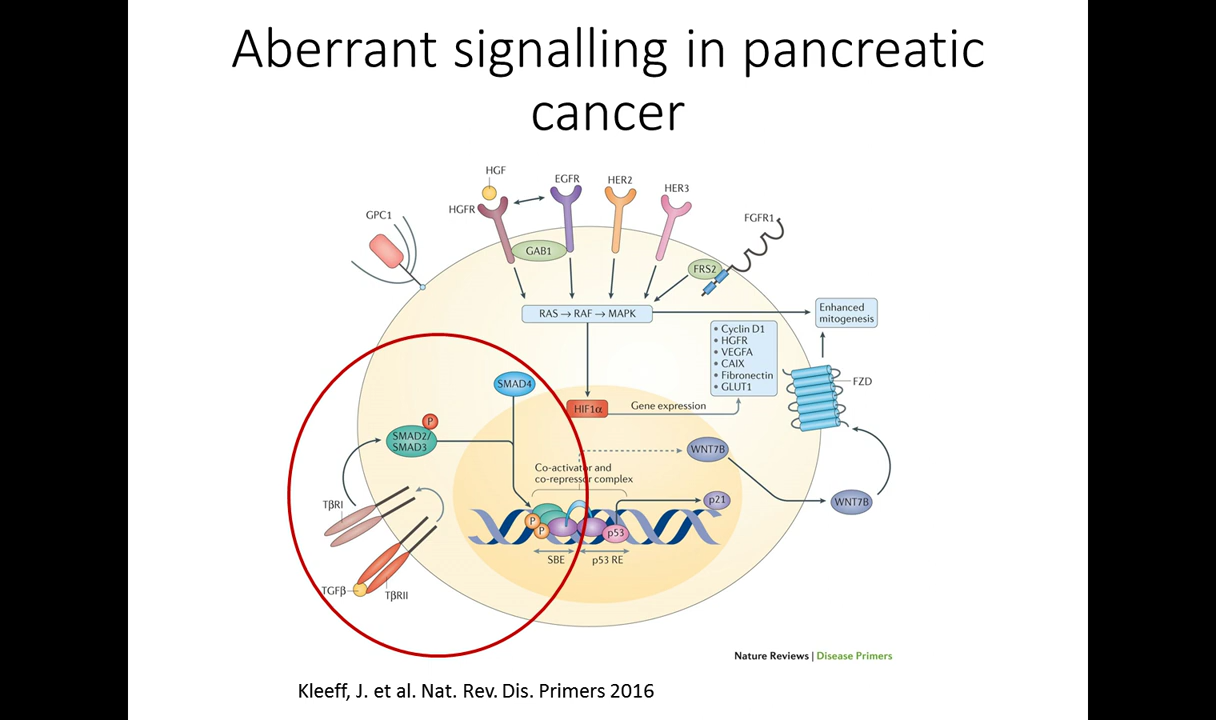 Aberrant signalling in pancreatic
cancer
HGF
EGFR
HER2
HER3
HGFR
GPC1
FGFR1
GAB1
FRS2
RAS → RAF → MAPK
Enhanced
mitogenesis
• Cyclin D1
• HGFR
• VEGFA
• CAIX
• Fibronectin
• GLUT1
FZD
SMAD4
HIF1α
Gene expression
P
SMAD2/
SMAD3
WNT7B
Co-activator and
co-repressor complex
WNT7B
p21
TβRI
P
P
p53
SBE
p53 RE
TGFβ
TβRII
Nature Reviews | Disease Primers
Kleeff, J. et al. Nat. Rev. Dis. Primers 2016